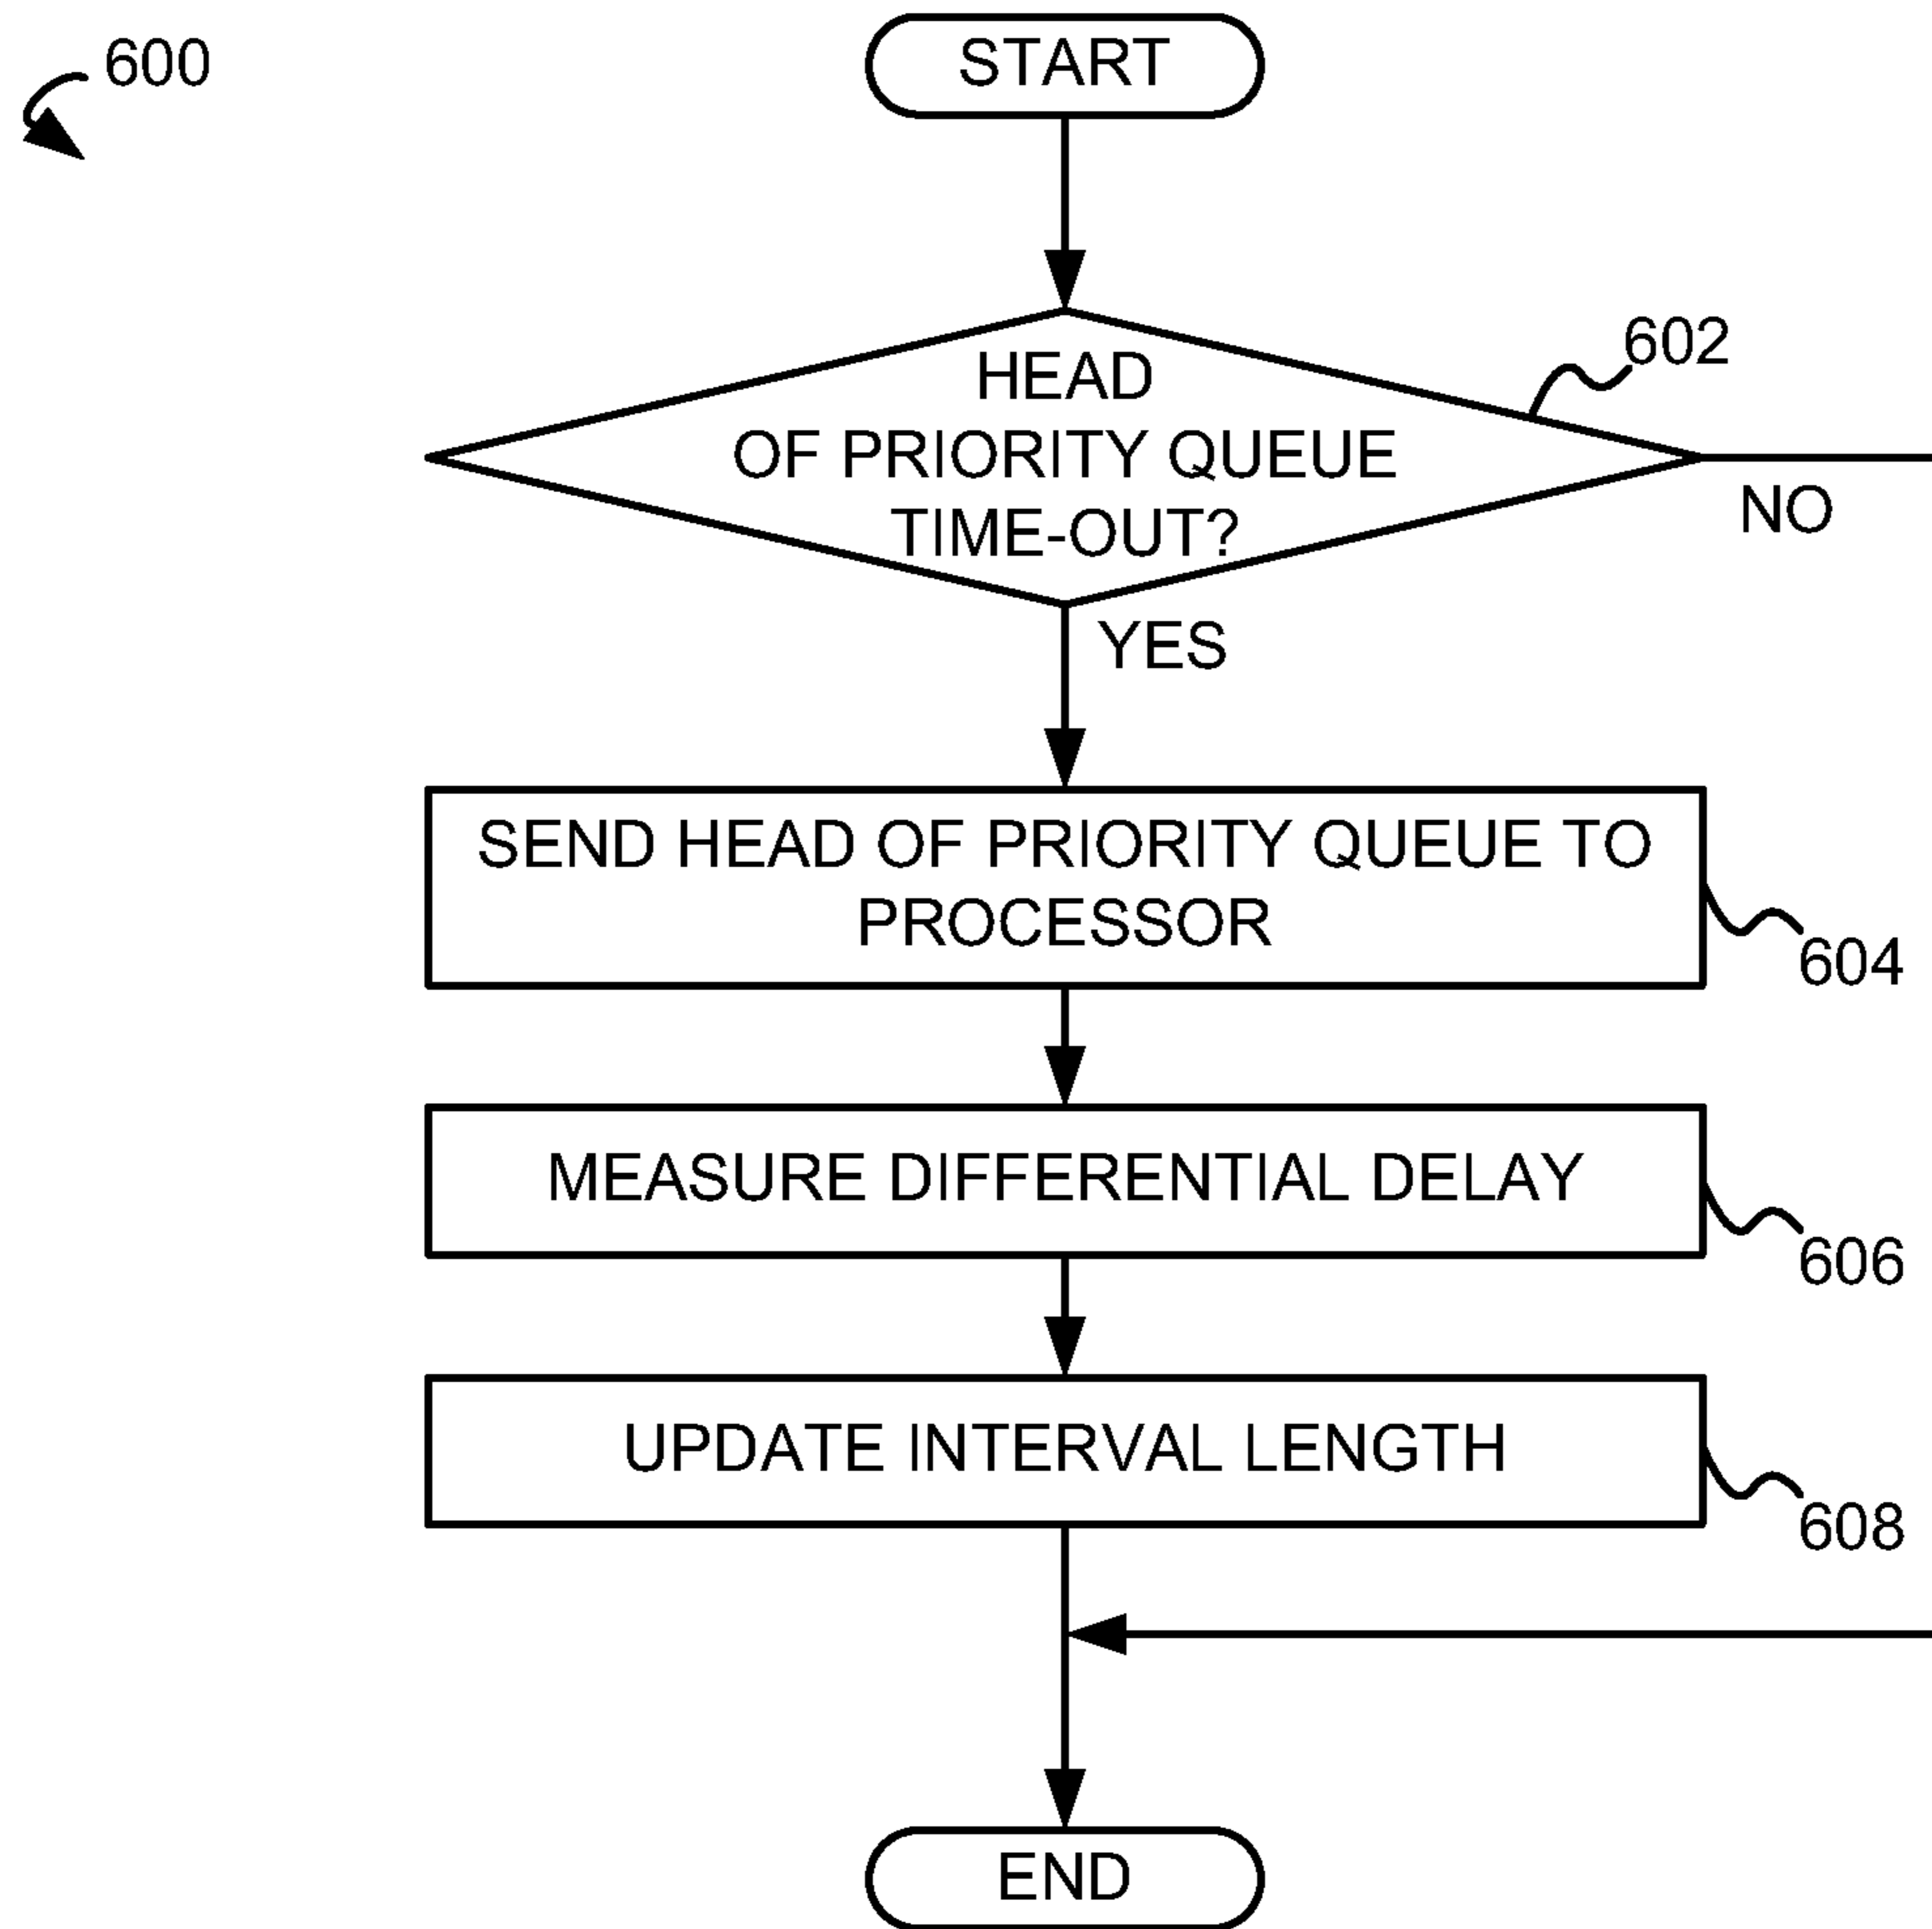 600
START
HEAD
OF PRIORITY QUEUE
TIME-OUT?
602
NO
YES
SEND HEAD OF PRIORITY QUEUE TO
PROCESSOR
604
MEASURE DIFFERENTIAL DELAY
606
UPDATE INTERVAL LENGTH
608
END